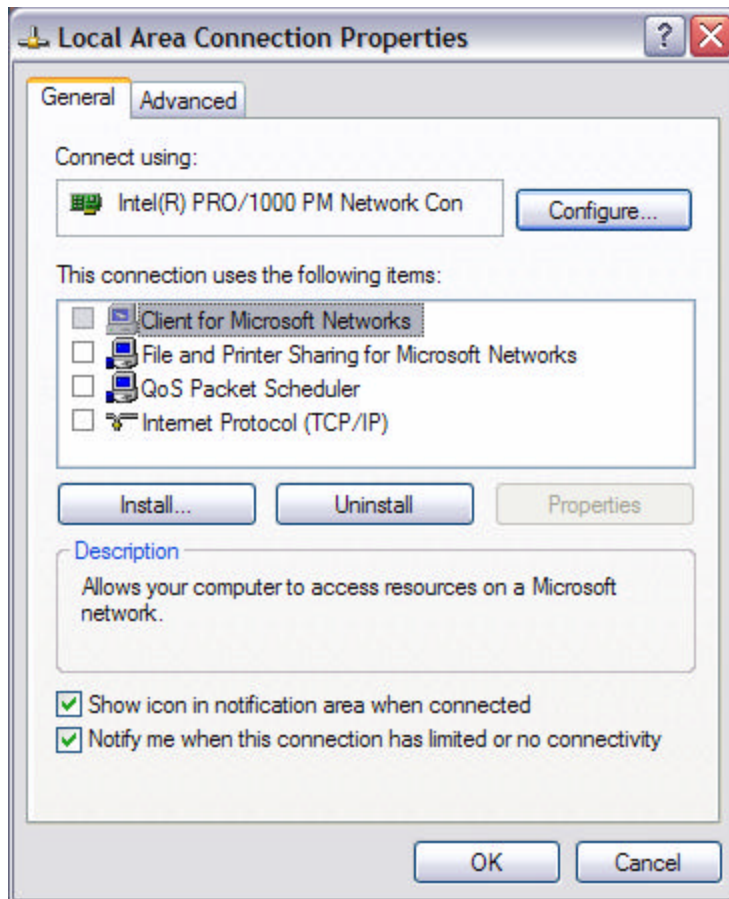 Local Area Connection Properties
General
Advanced
Connect using:
Intel(R) PRO/1000 PM Network Con
Configure...
This connection uses the following items:
Client for Microsoft Networks
File and Printer Sharing for Microsoft Networks
QoS Packet Scheduler
Internet Protocol (TCP/IP)
Install...
Uninstall
Properties
Description
Allows your computer to access resources on a Microsoft
network.
Show icon in notification area when connected
Notify me when this connection has limited or no connectivity
OK
Cancel